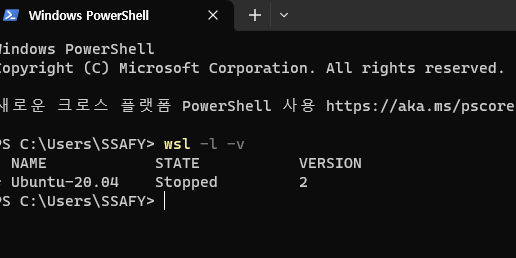 Windows PowerShell
Windows PowerShell
Copyright (C) Microsoft Corporation. All rights reserved.
새로운 크로스 플랫폼 PowerShell 사용 https://aka.ms/pscore
PS C:\Users\SSAFY> wsl -l -v
NAME STATE VERSION
* Ubuntu-20.04 Stopped 2
PS C:\Users\SSAFY>